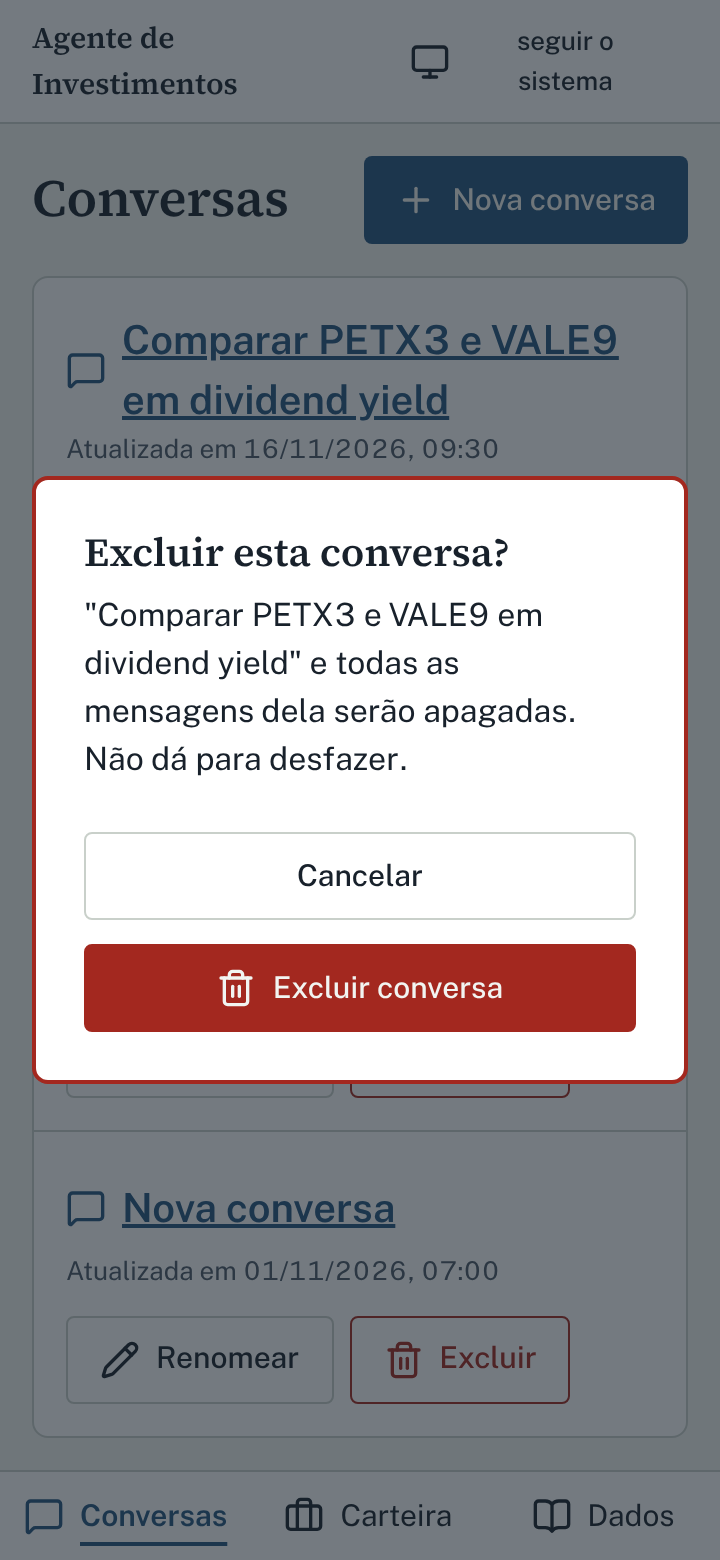 Agente de
Investimentos
seguir o
sistema
Conversas
Nova conversa
Comparar PETX3 e VALE9
em dividend yield
Atualizada em 16/11/2026, 09:30
Excluir esta conversa?
"Comparar PETX3 e VALE9 em
dividend yield" e todas as
mensagens dela serão apagadas.
Não dá para desfazer.
Cancelar
Excluir conversa
Nova conversa
Atualizada em 01/11/2026, 07:00
Renomear
Excluir
Conversas
Carteira
Dados